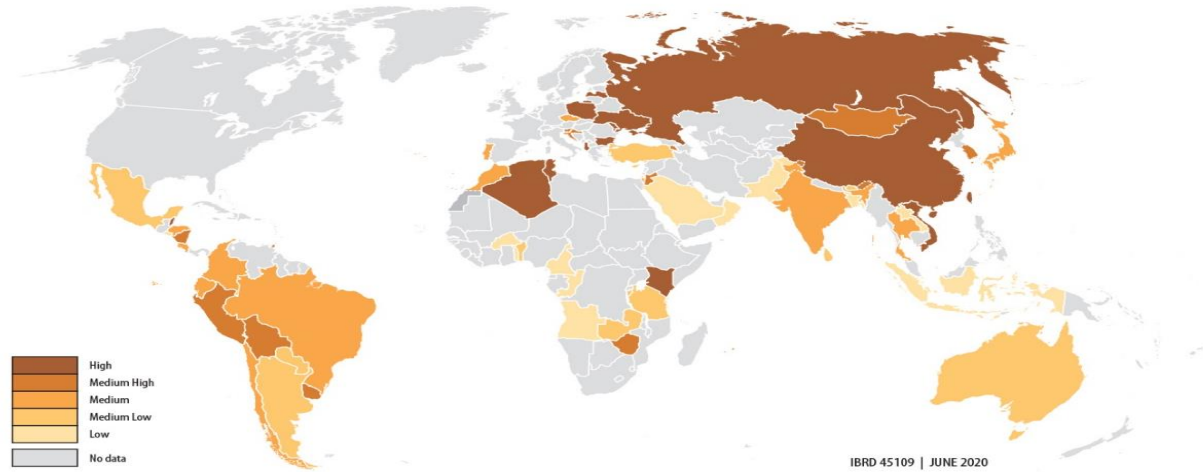 High
Medium High
Medium
Medium Low
Low
No data
IBRD 45109 | JUNE 2020